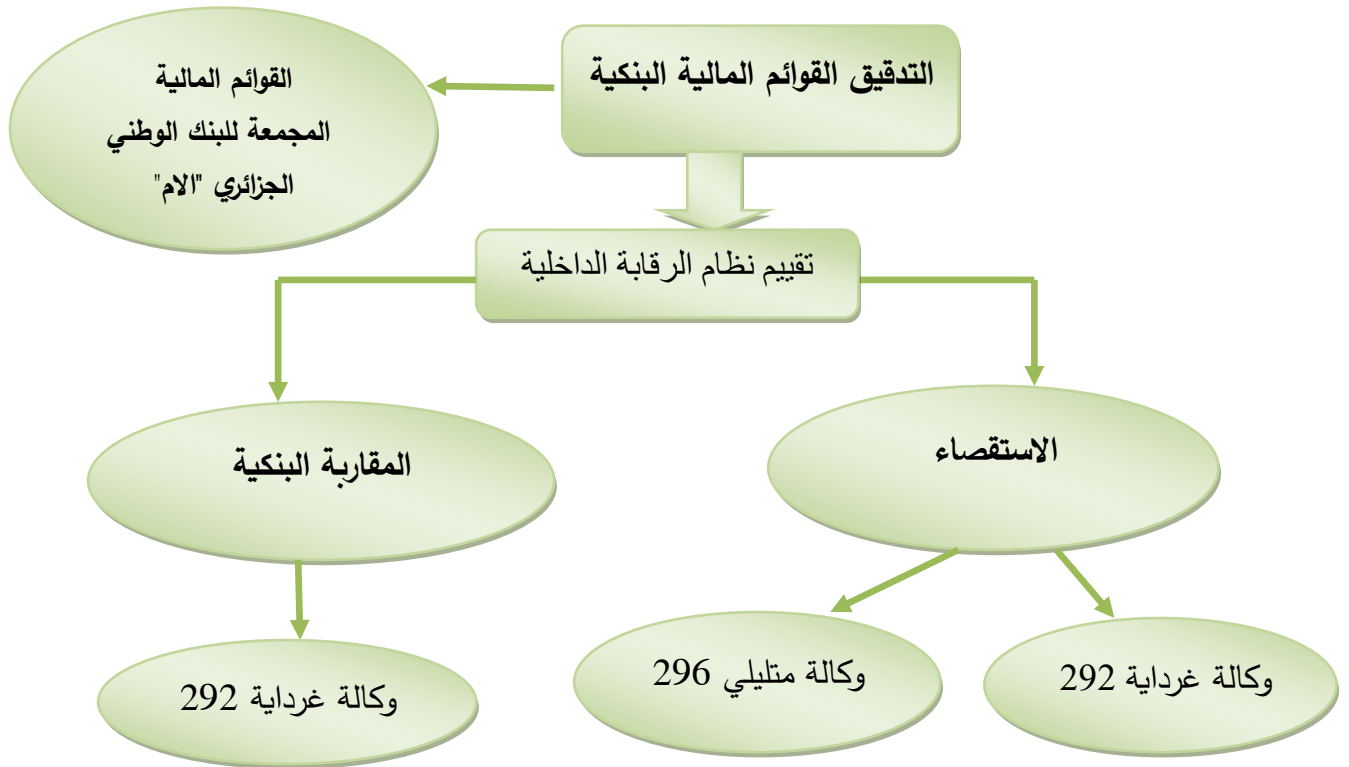 التدقيق القوائم المالية البنكية
القوائم المالية
المجمعة للبنك الوطني
الجزائري "الام"
تقييم نظام الرقابة الداخلية
الاستقصاء
المقاربة البنكية
وكالة غرداية 292
وكالة متليلي 296
وكالة غرداية 292